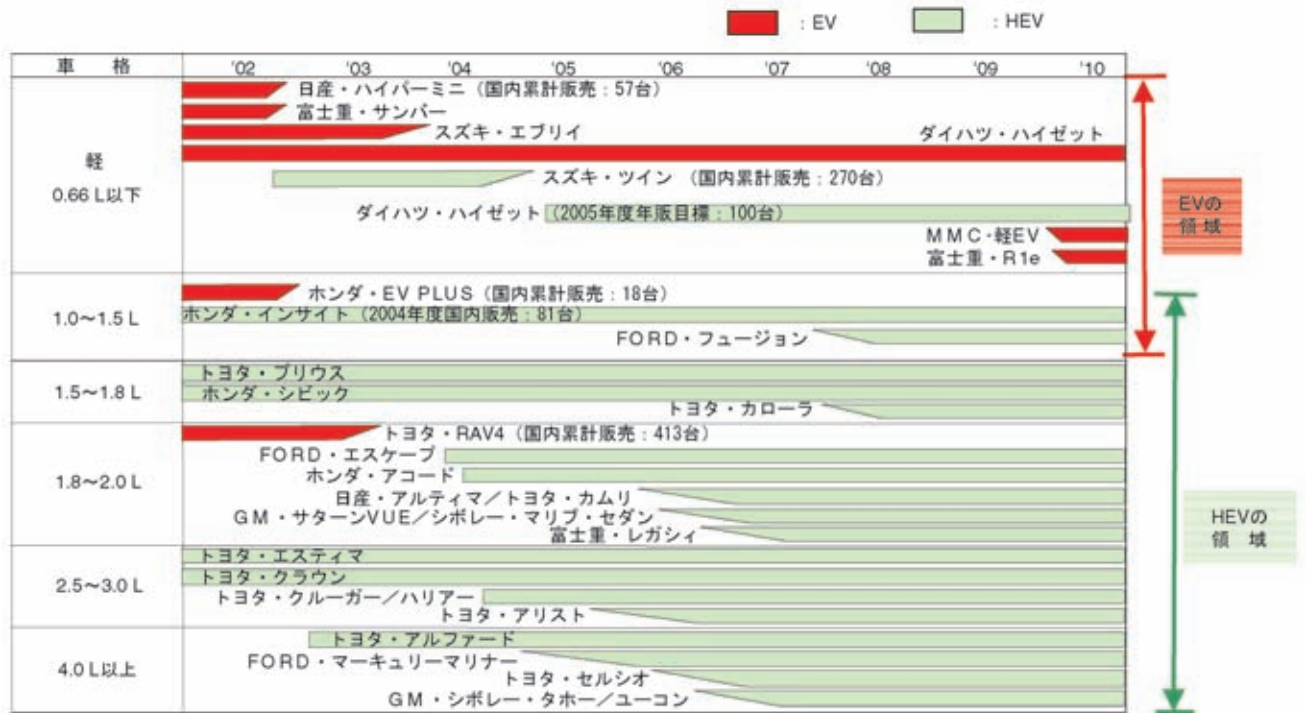 ：EV ：HEV
車 格 '02 '03 '04 '05 '06 '07 '08 '09 '10
軽
0.66 L以下
日産・ハイパーミニ（国内累計販売：57台）
富士重・サンバー
スズキ・エブリイ
ダイハツ・ハイゼット
スズキ・ツイン （国内累計販売：270台）
ダイハツ・ハイゼット（2005年度年販目標：100台）
MMC・軽EV
富士重・R1e
1.0〜1.5 L
ホンダ・EV PLUS（国内累計販売：18台）
ホンダ・インサイト（2004年度国内販売：81台）
FORD・フュージョン
1.5〜1.8 L
トヨタ・プリウス
ホンダ・シビック
トヨタ・カローラ
1.8〜2.0 L
トヨタ・RAV4（国内累計販売：413台）
FORD・エスケープ
ホンダ・アコード
日産・アルティマ／トヨタ・カムリ
GM・サターンVUE／シボレー・マリブ・セダン
富士重・レガシィ
2.5〜3.0 L
トヨタ・エスティマ
トヨタ・クラウン
トヨタ・クルーガー／ハリアー
トヨタ・アリスト
4.0 L以上
トヨタ・アルファード
FORD・マーキュリーマリナー
トヨタ・セルシオ
GM・シボレー・タホー／ユーコン
EVの
領 域
HEVの
領 域